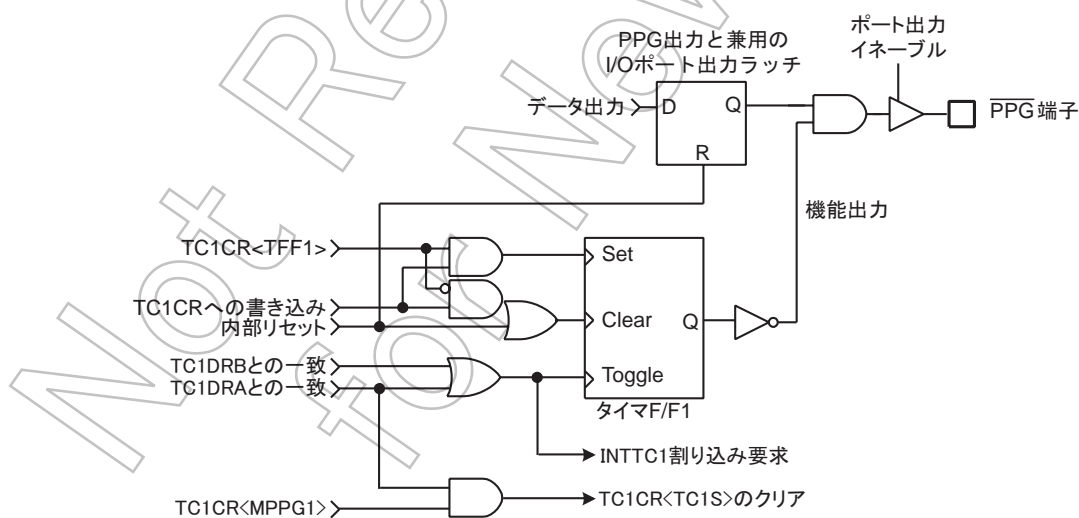 ポート出力
イネーブル
PPG出力と兼用の
I/Oポート出力ラッチ
データ出力
D
Q
R
PPG端子
機能出力
TC1CR<TFF1>
TC1CRへの書き込み
内部リセット
TC1DRBとの一致
TC1DRAとの一致
TC1CR<MPPG1>
Set
Clear
Q
Toggle
タイマF/F1
INTTC1割り込み要求
TC1CR<TC1S>のクリア
Not Re
for New